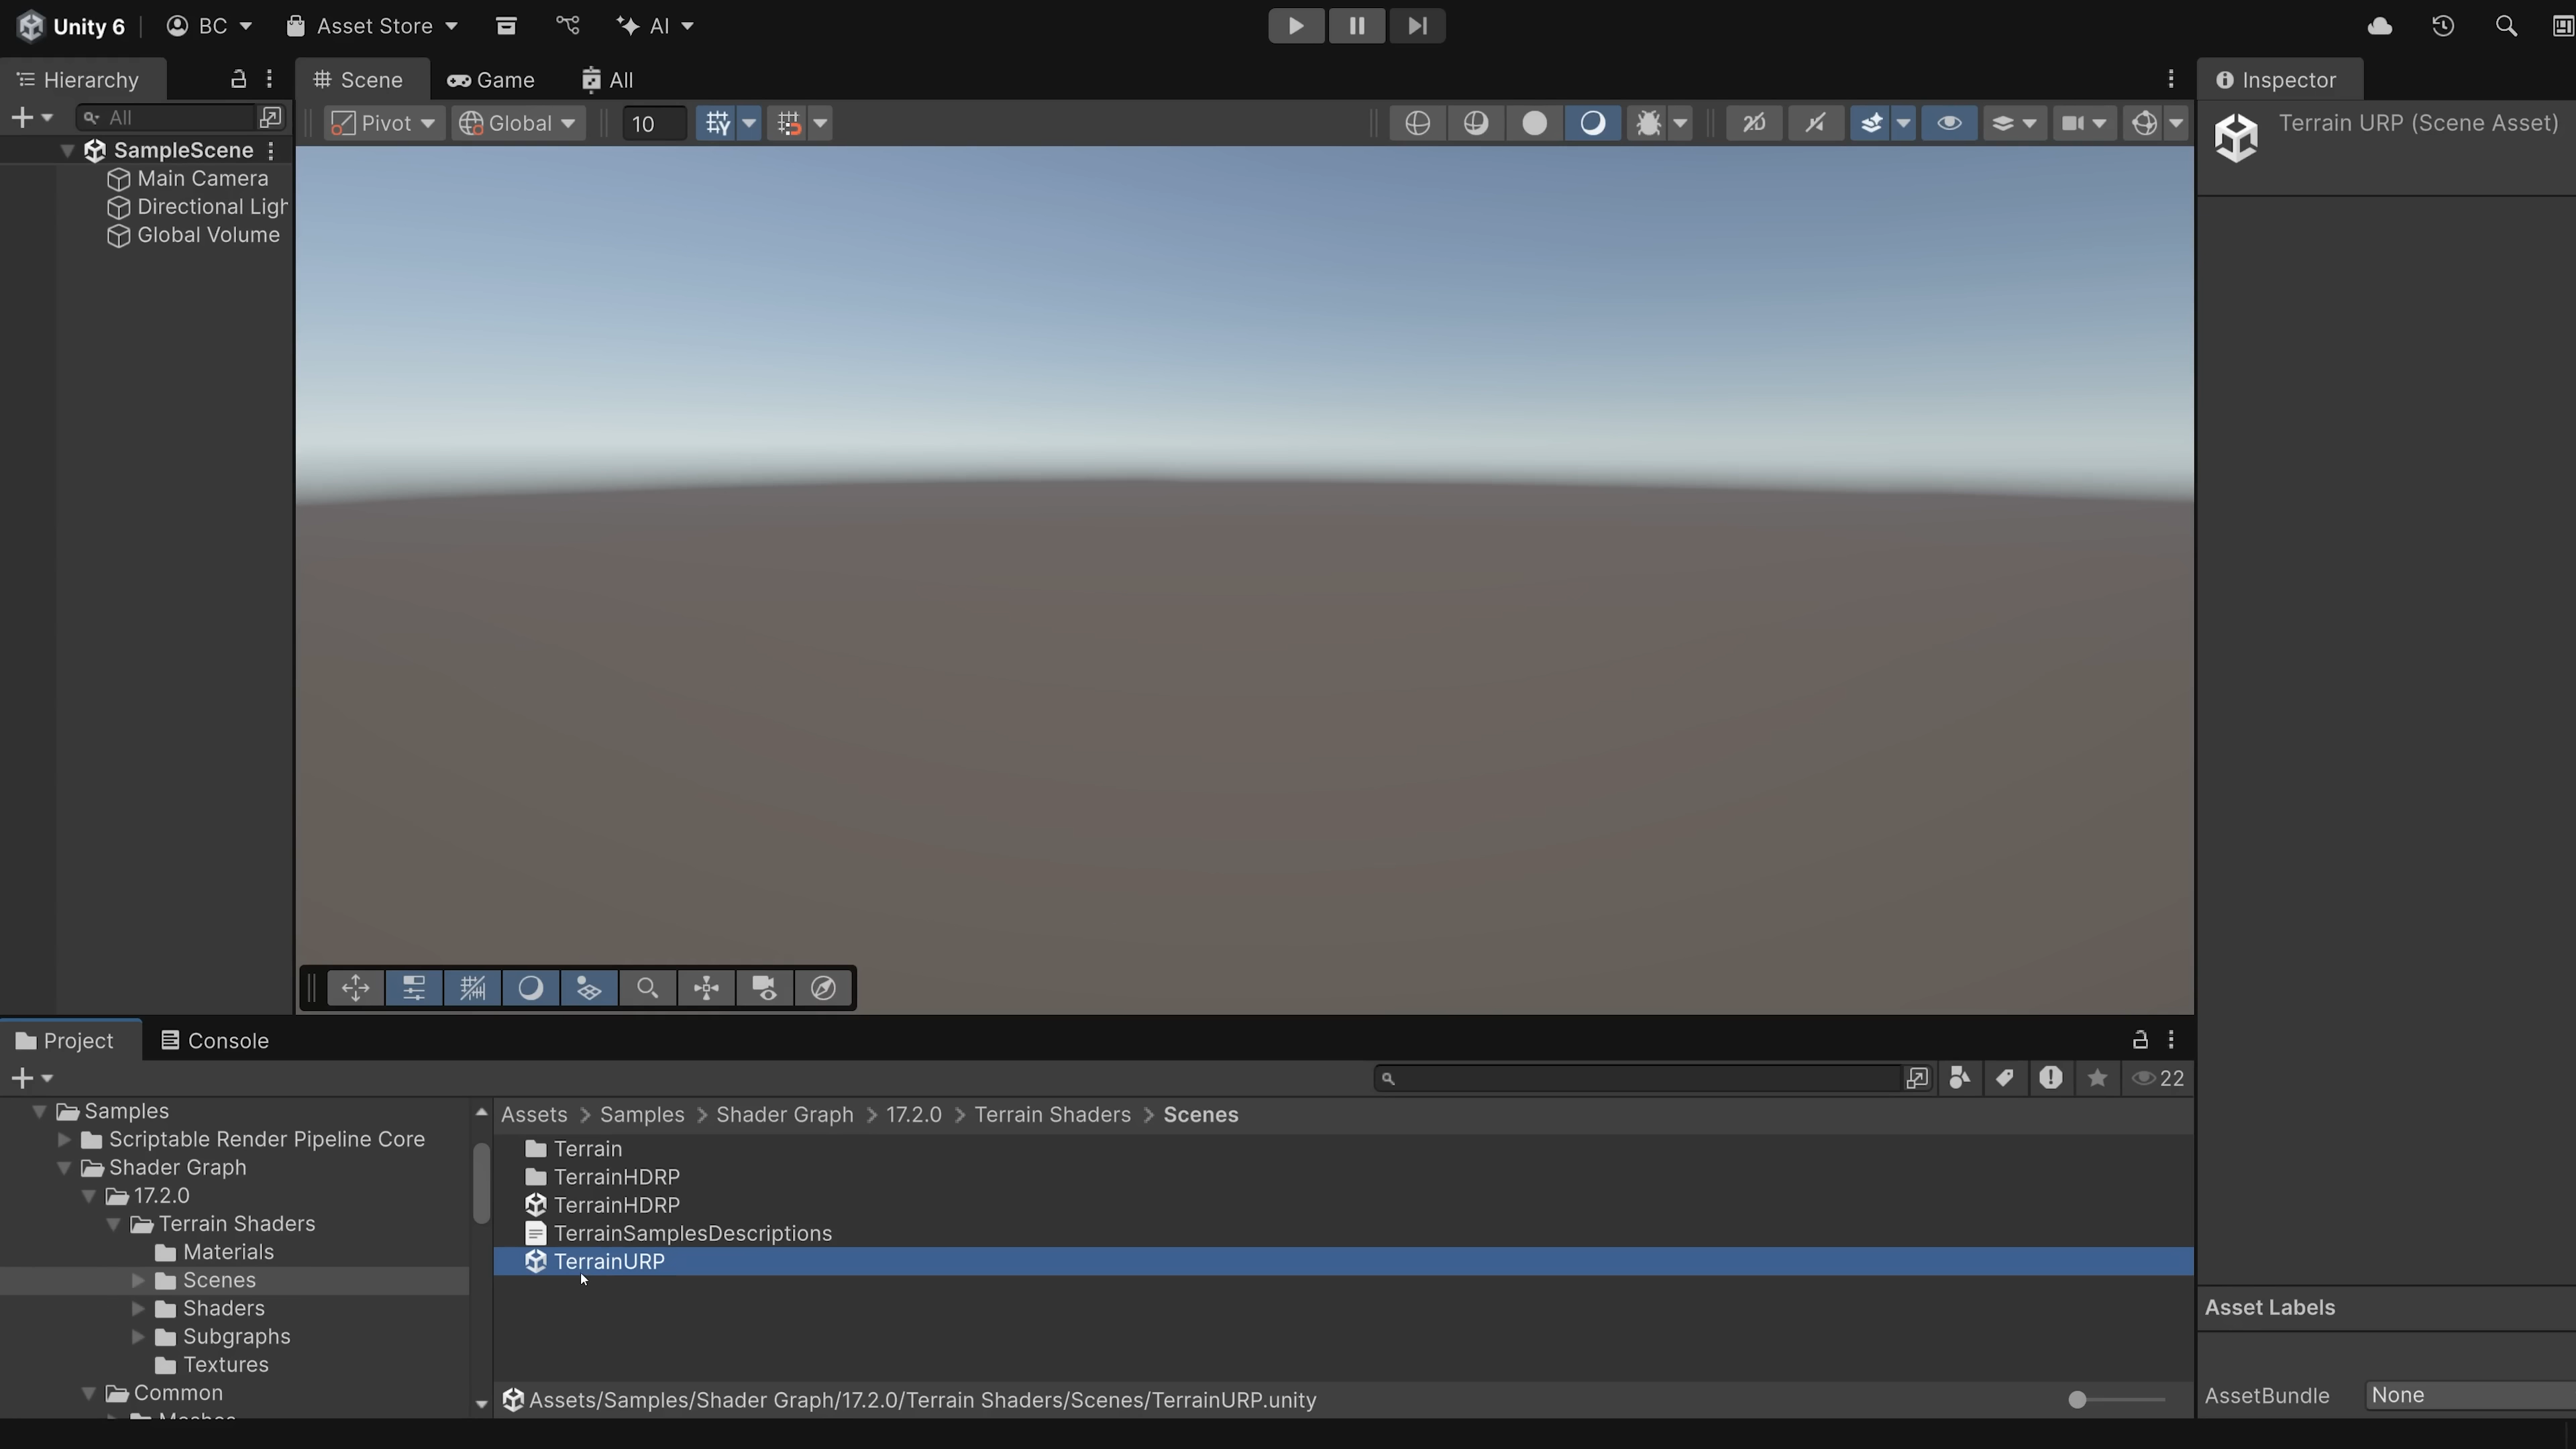 Unity 6
BC
Asset Store
AI
Hierarchy
Scene
Game
All
Inspector
All
Pivot
Global
10
2D
Terrain URP (Scene Asset)
SampleScene
Main Camera
Directional Ligh
Global Volume
Project
Console
22
Samples
Scriptable Render Pipeline Core
Shader Graph
17.2.0
Terrain Shaders
Materials
Scenes
Shaders
Subgraphs
Textures
Common
Assets > Samples > Shader Graph > 17.2.0 > Terrain Shaders > Scenes
Terrain
TerrainHDRP
TerrainHDRP
TerrainSamplesDescriptions
TerrainURP
Assets/Samples/Shader Graph/17.2.0/Terrain Shaders/Scenes/TerrainURP.unity
Asset Labels
AssetBundle
None